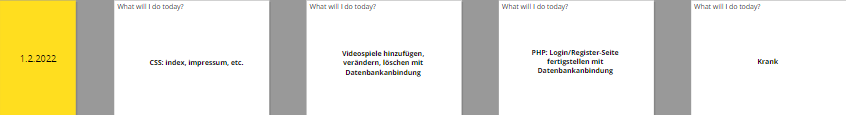 What will I do today?
What will I do today?
What will I do today?
What will I do today?
1.2.2022
CSS: index, impressum, etc.
Videospiele hinzufügen,
verändern, löschen mit
Datenbankanbindung
PHP: Login/Register-Seite
fertigstellen mit
Datenbankanbindung
Krank